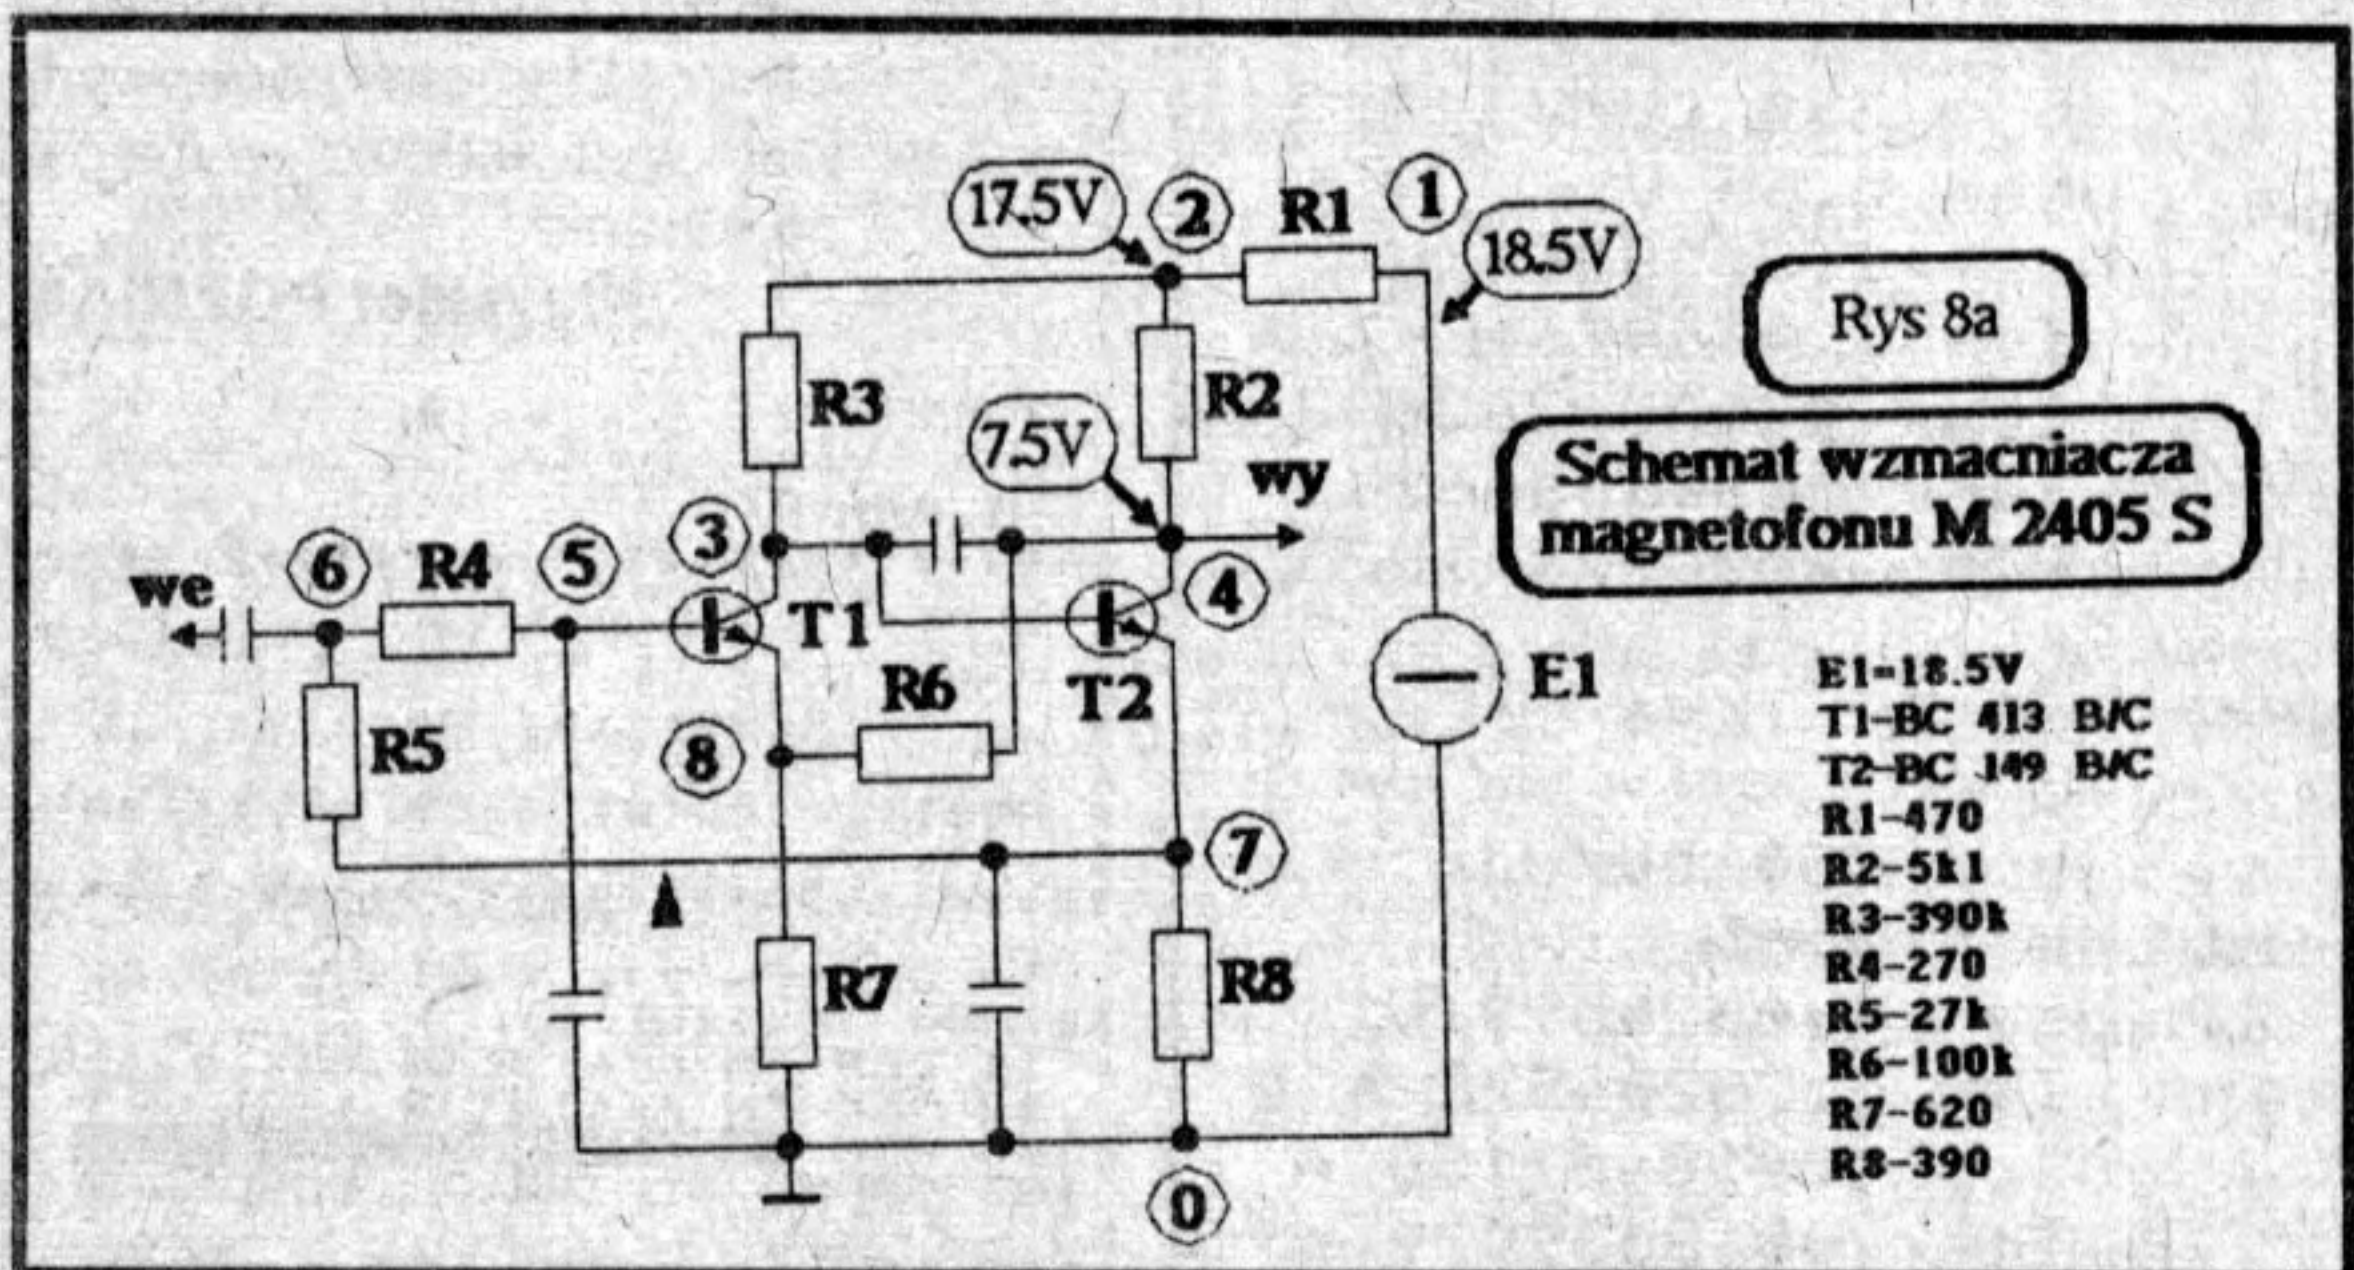 17.5V
2
R1
1
18.5V
Rys 8a
R3
R2
7.5V
wy
Schemat wzmacniacza
magnetofonu M 2405 S
6
R4
5
3
4
we
T1
T2
E1
R5
R6
8
7
R7
R8
0
E1-18.5V
T1-BC 413 B/C
T2-BC 149 B/C
R1-470
R2-5k1
R3-390k
R4-270
R5-27k
R6-100k
R7-620
R8-390